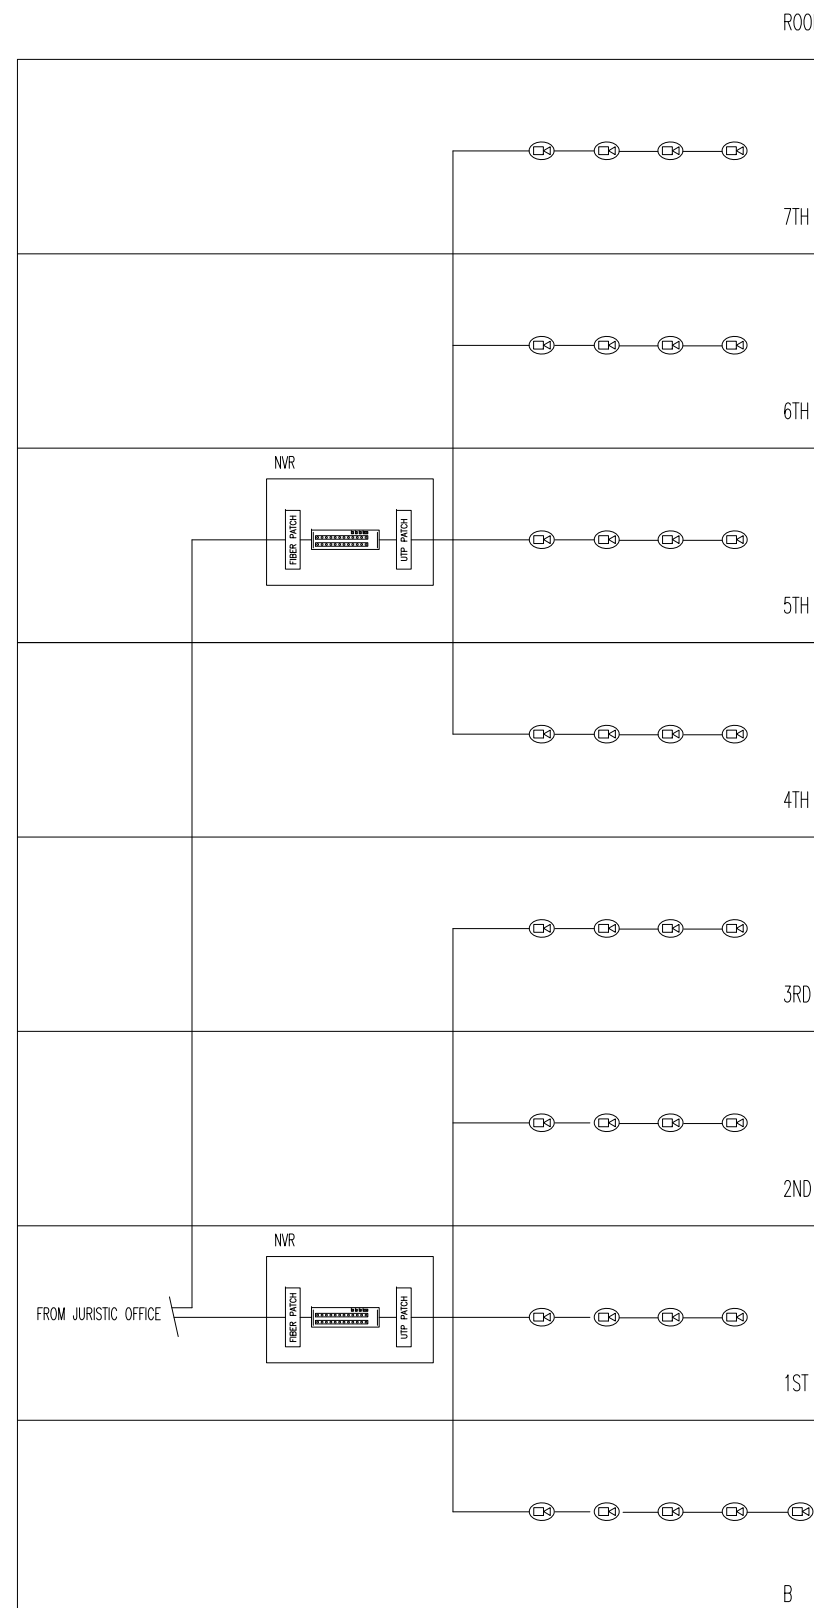 7TH
6TH
NVR
FIBER PATCH
UTP PATCH
5TH
4TH
3RD
2ND
NVR
FROM JURISTIC OFFICE
FIBER PATCH
UTP PATCH
1ST
B